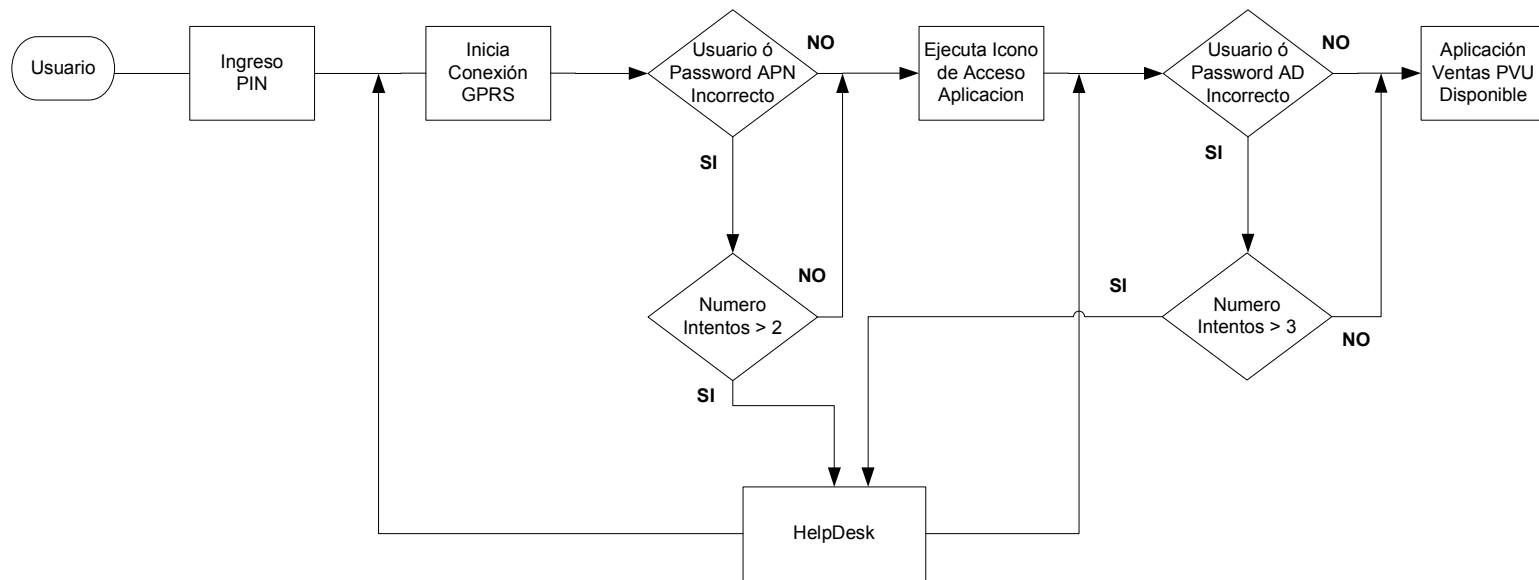 Usuario
Ingreso
PIN
Inicia
Conexión
GPRS
Usuario ó
Password APN
Incorrecto
NO
Ejecuta Icono
de Acceso
Aplicacion
Usuario ó
Password AD
Incorrecto
NO
Aplicación
Ventas PVU
Disponible
SI
SI
Numero
Intentos > 2
NO
SI
Numero
Intentos > 3
NO
SI
HelpDesk